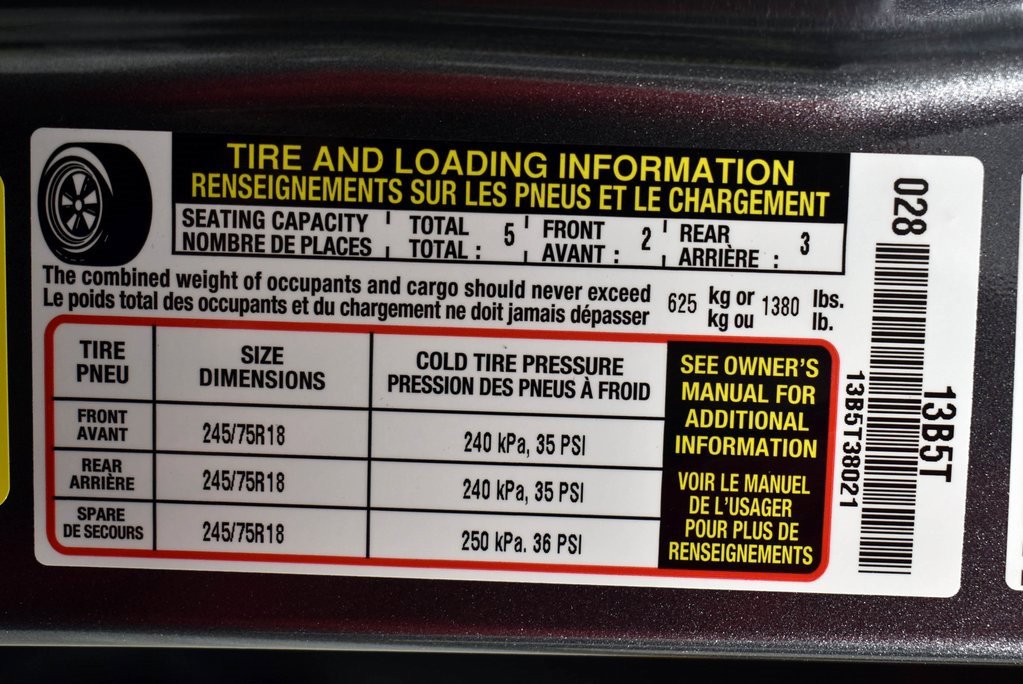 TIRE AND LOADING INFORMATION
RENSEIGNEMENTS SUR LES PNEUS ET LE CHARGEMENT
SEATING CAPACITY TOTAL 5 FRONT 2 REAR 3
NOMBRE DE PLACES TOTAL : AVANT : ARRIÈRE :
The combined weight of occupants and cargo should never exceed 625 kg or 1380 lbs.
Le poids total des occupants et du chargement ne doit jamais dépasser kg ou lb.
TIRE SIZE COLD TIRE PRESSURE
PNEU DIMENSIONS PRESSION DES PNEUS À FROID
FRONT
AVANT 245/75R18 240 kPa, 35 PSI
REAR
ARRIÈRE 245/75R18 240 kPa, 35 PSI
SPARE
DE SECOURS 245/75R18 250 kPa. 36 PSI
SEE OWNER'S
MANUAL FOR
ADDITIONAL
INFORMATION
VOIR LE MANUEL
DE L'USAGER
POUR PLUS DE
RENSEIGNEMENTS
028
13B5T
13B5T38021